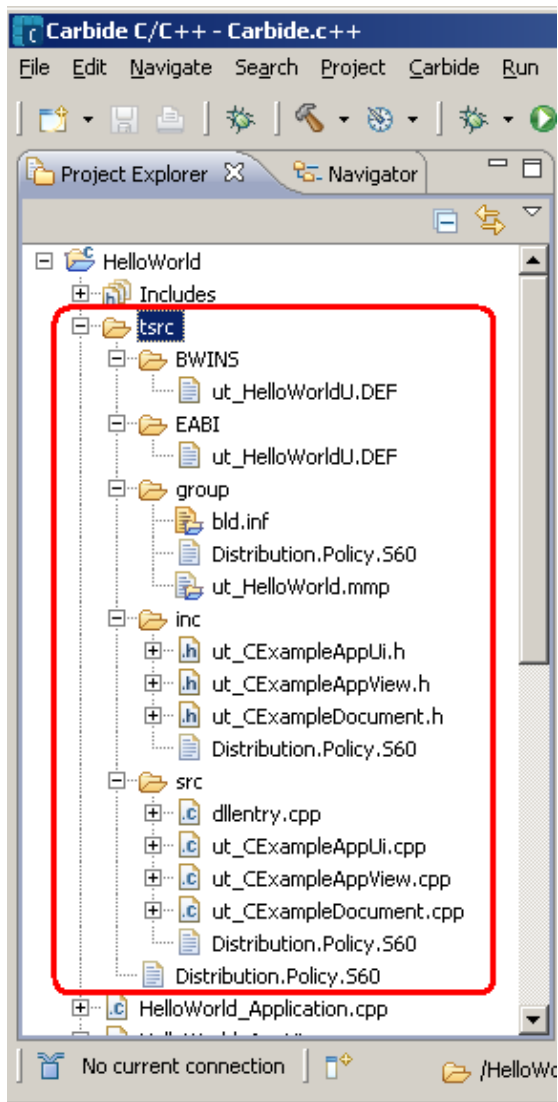 Carbide C/C++ - Carbide.c++
File Edit Navigate Search Project Carbide Run
Project Explorer Navigator
HelloWorld
Includes
tsrc
BWINS
ut_HelloWorldU.DEF
EABI
ut_HelloWorldU.DEF
group
bld.inf
Distribution.Policy.S60
ut_HelloWorld.mmp
inc
ut_CExampleAppUi.h
ut_CExampleAppView.h
ut_CExampleDocument.h
Distribution.Policy.S60
src
dllentry.cpp
ut_CExampleAppUi.cpp
ut_CExampleAppView.cpp
ut_CExampleDocument.cpp
Distribution.Policy.S60
Distribution.Policy.S60
HelloWorld_Application.cpp
No current connection /HelloWo